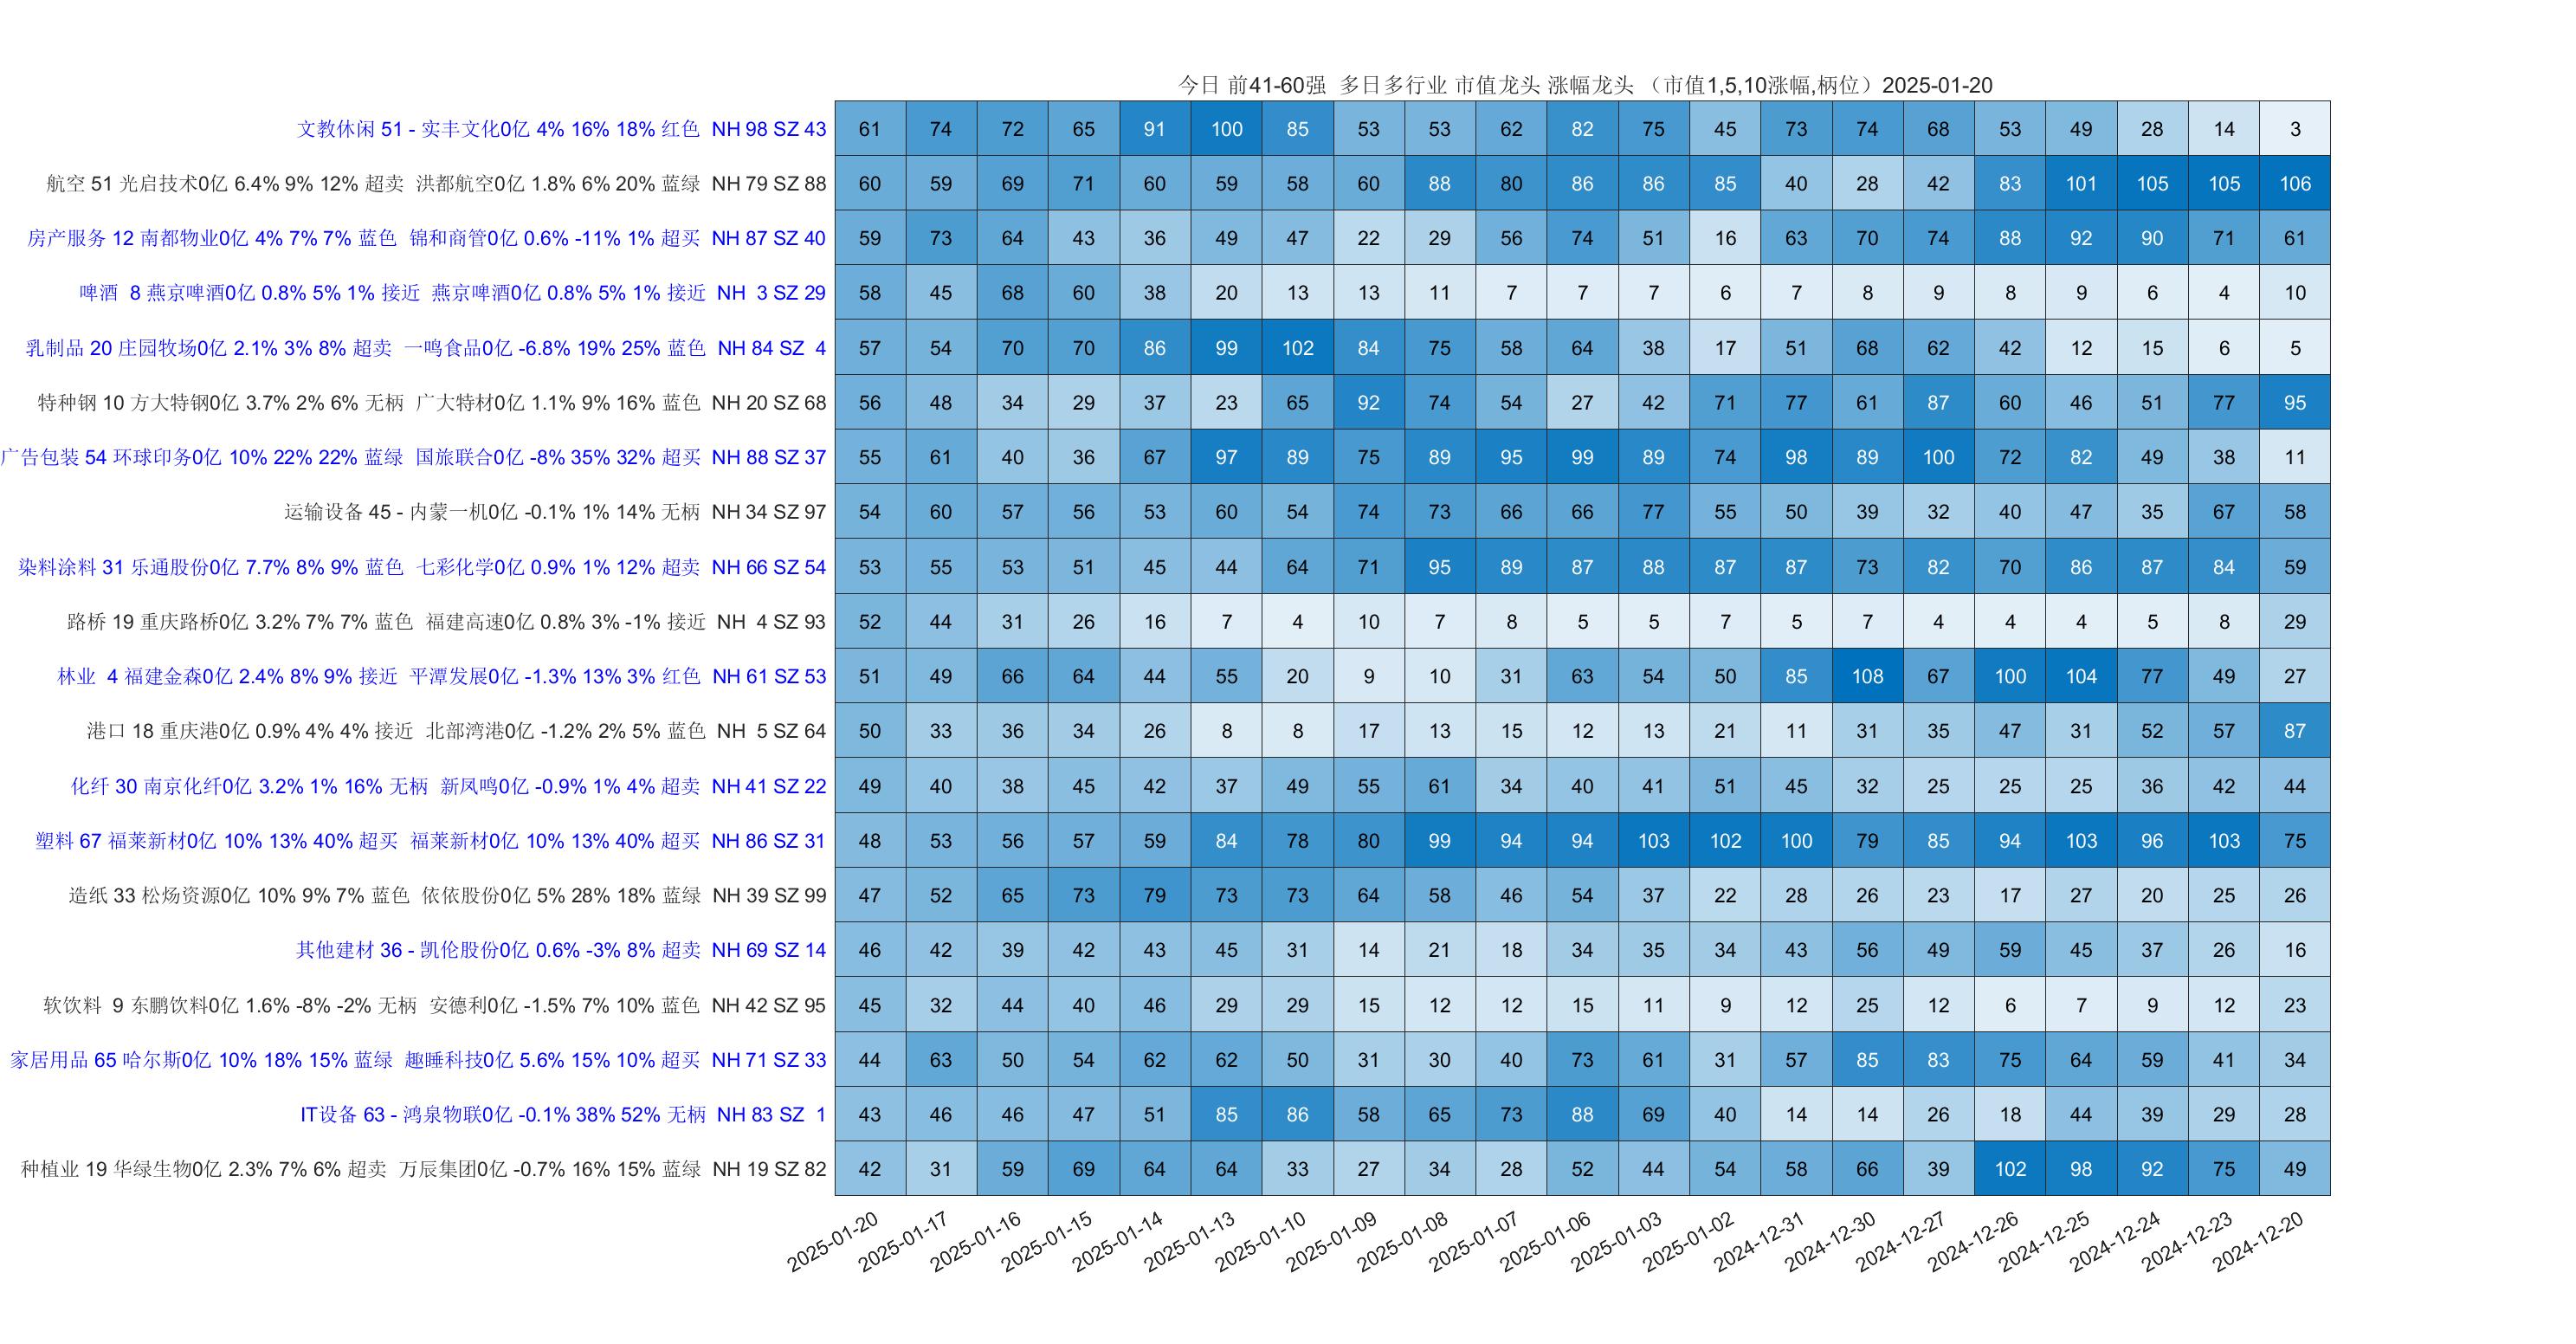 今日 前41-60强  多日多行业 市值龙头 涨幅龙头 （市值1,5,10涨幅,柄位）2025-01-20
文教休闲 51 - 实丰文化0亿 4% 16% 18% 红色  NH 98 SZ 43 61 74 72 65 91 100 85 53 53 62 82 75 45 73 74 68 53 49 28 14 3
航空 51 光启技术0亿 6.4% 9% 12% 超卖  洪都航空0亿 1.8% 6% 20% 蓝绿  NH 79 SZ 88 60 59 69 71 60 59 58 60 88 80 86 86 85 40 28 42 83 101 105 105 106
房产服务 12 南都物业0亿 4% 7% 7% 蓝色  锦和商管0亿 0.6% -11% 1% 超买  NH 87 SZ 40 59 73 64 43 36 49 47 22 29 56 74 51 16 63 70 74 88 92 90 71 61
啤酒  8 燕京啤酒0亿 0.8% 5% 1% 接近  燕京啤酒0亿 0.8% 5% 1% 接近  NH  3 SZ 29 58 45 68 60 38 20 13 13 11 7 7 7 6 7 8 9 8 9 6 4 10
乳制品 20 庄园牧场0亿 2.1% 3% 8% 超卖  一鸣食品0亿 -6.8% 19% 25% 蓝色  NH 84 SZ  4 57 54 70 70 86 99 102 84 75 58 64 38 17 51 68 62 42 12 15 6 5
特种钢 10 方大特钢0亿 3.7% 2% 6% 无柄  广大特材0亿 1.1% 9% 16% 蓝色  NH 20 SZ 68 56 48 34 29 37 23 65 92 74 54 27 42 71 77 61 87 60 46 51 77 95
广告包装 54 环球印务0亿 10% 22% 22% 蓝绿  国旅联合0亿 -8% 35% 32% 超买  NH 88 SZ 37 55 61 40 36 67 97 89 75 89 95 99 89 74 98 89 100 72 82 49 38 11
运输设备 45 - 内蒙一机0亿 -0.1% 1% 14% 无柄  NH 34 SZ 97 54 60 57 56 53 60 54 74 73 66 66 77 55 50 39 32 40 47 35 67 58
染料涂料 31 乐通股份0亿 7.7% 8% 9% 蓝色  七彩化学0亿 0.9% 1% 12% 超卖  NH 66 SZ 54 53 55 53 51 45 44 64 71 95 89 87 88 87 87 73 82 70 86 87 84 59
路桥 19 重庆路桥0亿 3.2% 7% 7% 蓝色  福建高速0亿 0.8% 3% -1% 接近  NH  4 SZ 93 52 44 31 26 16 7 4 10 7 8 5 5 7 5 7 4 4 4 5 8 29
林业  4 福建金森0亿 2.4% 8% 9% 接近  平潭发展0亿 -1.3% 13% 3% 红色  NH 61 SZ 53 51 49 66 64 44 55 20 9 10 31 63 54 50 85 108 67 100 104 77 49 27
港口 18 重庆港0亿 0.9% 4% 4% 接近  北部湾港0亿 -1.2% 2% 5% 蓝色  NH  5 SZ 64 50 33 36 34 26 8 8 17 13 15 12 13 21 11 31 35 47 31 52 57 87
化纤 30 南京化纤0亿 3.2% 1% 16% 无柄  新凤鸣0亿 -0.9% 1% 4% 超卖  NH 41 SZ 22 49 40 38 45 42 37 49 55 61 34 40 41 51 45 32 25 25 25 36 42 44
塑料 67 福莱新材0亿 10% 13% 40% 超买  福莱新材0亿 10% 13% 40% 超买  NH 86 SZ 31 48 53 56 57 59 84 78 80 99 94 94 103 102 100 79 85 94 103 96 103 75
造纸 33 松炀资源0亿 10% 9% 7% 蓝色  依依股份0亿 5% 28% 18% 蓝绿  NH 39 SZ 99 47 52 65 73 79 73 73 64 58 46 54 37 22 28 26 23 17 27 20 25 26
其他建材 36 - 凯伦股份0亿 0.6% -3% 8% 超卖  NH 69 SZ 14 46 42 39 42 43 45 31 14 21 18 34 35 34 43 56 49 59 45 37 26 16
软饮料  9 东鹏饮料0亿 1.6% -8% -2% 无柄  安德利0亿 -1.5% 7% 10% 蓝色  NH 42 SZ 95 45 32 44 40 46 29 29 15 12 12 15 11 9 12 25 12 6 7 9 12 23
家居用品 65 哈尔斯0亿 10% 18% 15% 蓝绿  趣睡科技0亿 5.6% 15% 10% 超买  NH 71 SZ 33 44 63 50 54 62 62 50 31 30 40 73 61 31 57 85 83 75 64 59 41 34
IT设备 63 - 鸿泉物联0亿 -0.1% 38% 52% 无柄  NH 83 SZ  1 43 46 46 47 51 85 86 58 65 73 88 69 40 14 14 26 18 44 39 29 28
种植业 19 华绿生物0亿 2.3% 7% 6% 超卖  万辰集团0亿 -0.7% 16% 15% 蓝绿  NH 19 SZ 82 42 31 59 69 64 64 33 27 34 28 52 44 54 58 66 39 102 98 92 75 49
2025-01-20 2025-01-17 2025-01-16 2025-01-15 2025-01-14 2025-01-13 2025-01-10 2025-01-09 2025-01-08 2025-01-07 2025-01-06 2025-01-03 2025-01-02 2024-12-31 2024-12-30 2024-12-27 2024-12-26 2024-12-25 2024-12-24 2024-12-23 2024-12-20